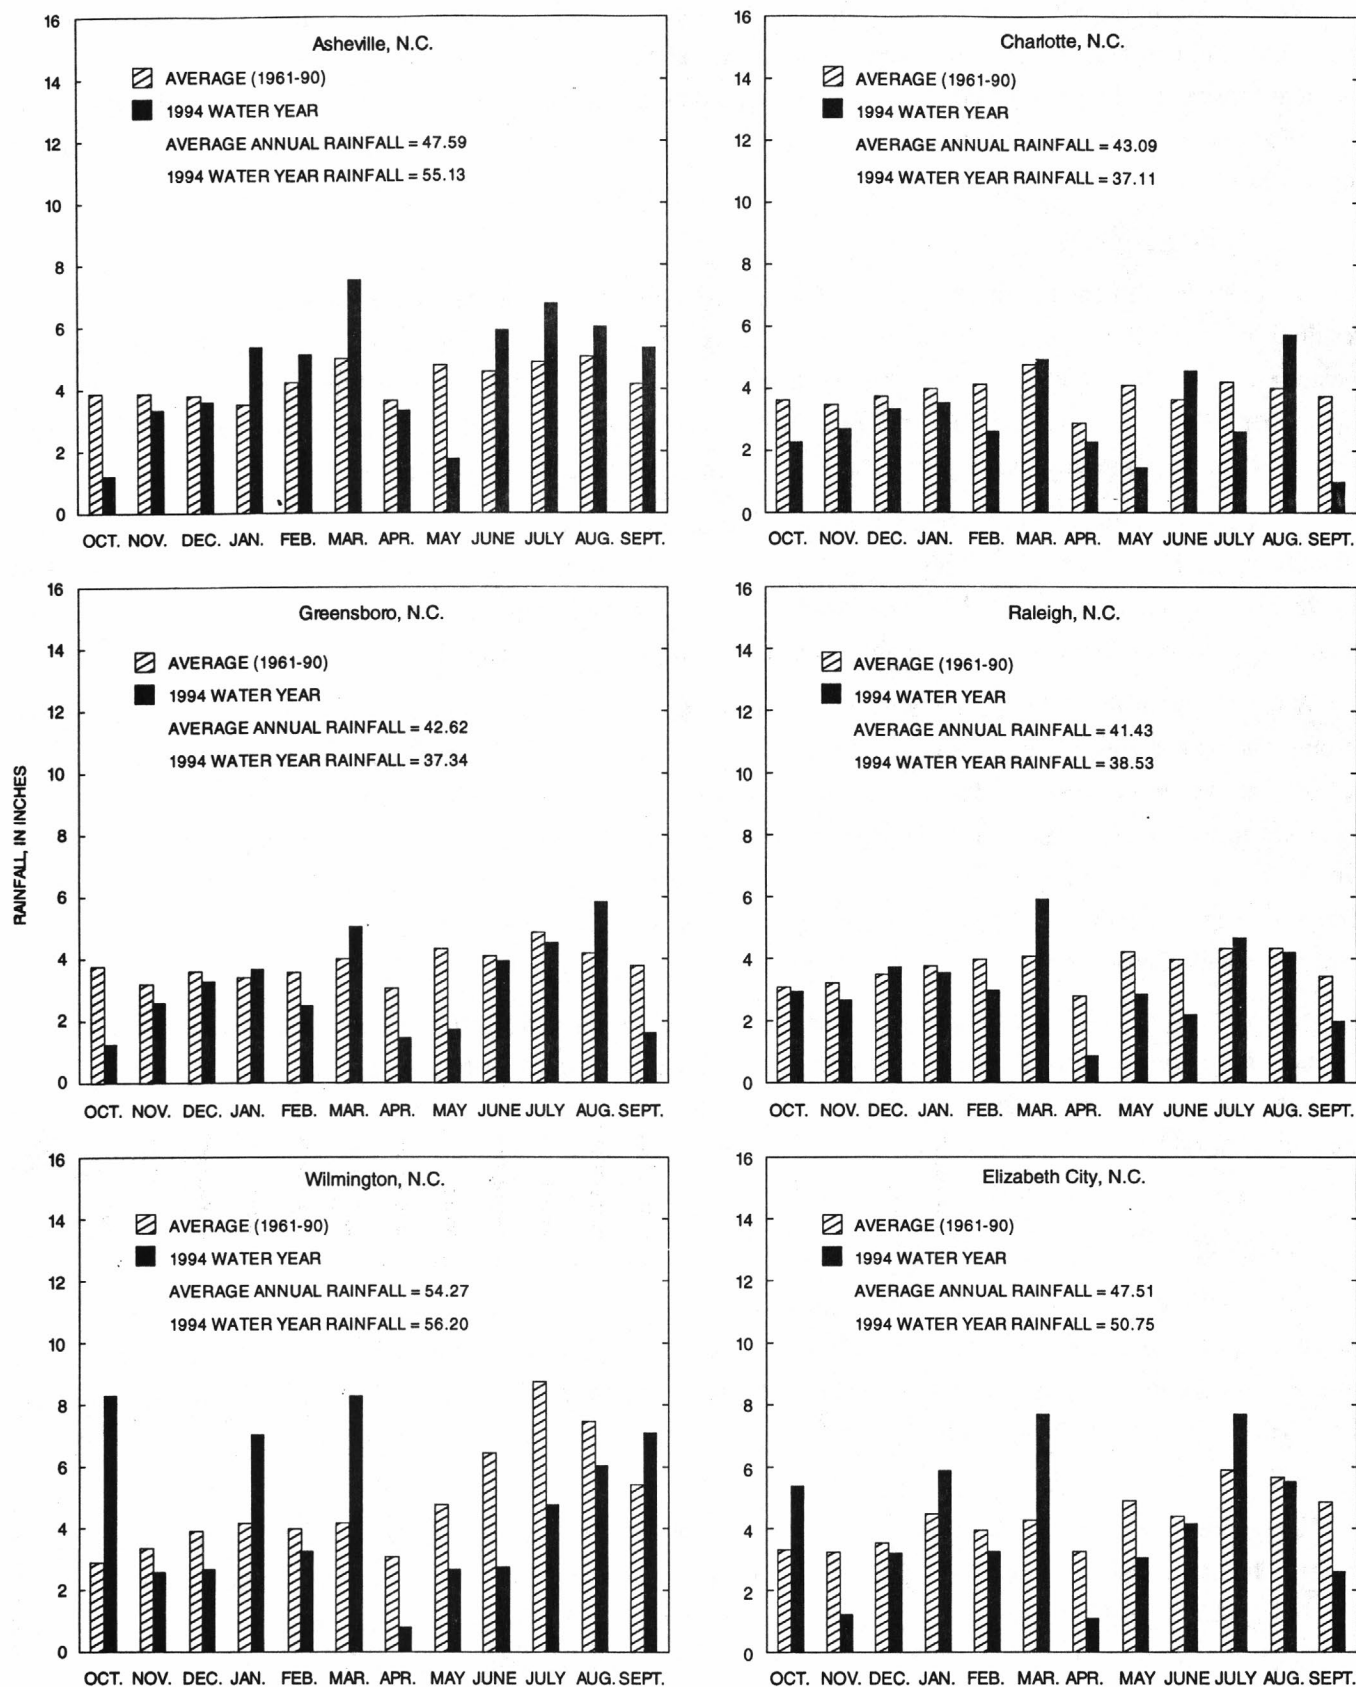 Asheville, N.C.
AVERAGE (1961-90)
1994 WATER YEAR
AVERAGE ANNUAL RAINFALL = 47.59
1994 WATER YEAR RAINFALL = 55.13
16
14
12
10
8
6
4
2
0
OCT. NOV. DEC. JAN. FEB. MAR. APR. MAY JUNE JULY AUG. SEPT.
Charlotte, N.C.
AVERAGE (1961-90)
1994 WATER YEAR
AVERAGE ANNUAL RAINFALL = 43.09
1994 WATER YEAR RAINFALL = 37.11
16
14
12
10
8
6
4
2
0
OCT. NOV. DEC. JAN. FEB. MAR. APR. MAY JUNE JULY AUG. SEPT.
RAINFALL, IN INCHES
Greensboro, N.C.
AVERAGE (1961-90)
1994 WATER YEAR
AVERAGE ANNUAL RAINFALL = 42.62
1994 WATER YEAR RAINFALL = 37.34
16
14
12
10
8
6
4
2
0
OCT. NOV. DEC. JAN. FEB. MAR. APR. MAY JUNE JULY AUG. SEPT.
Raleigh, N.C.
AVERAGE (1961-90)
1994 WATER YEAR
AVERAGE ANNUAL RAINFALL = 41.43
1994 WATER YEAR RAINFALL = 38.53
16
14
12
10
8
6
4
2
0
OCT. NOV. DEC. JAN. FEB. MAR. APR. MAY JUNE JULY AUG. SEPT.
Wilmington, N.C.
AVERAGE (1961-90)
1994 WATER YEAR
AVERAGE ANNUAL RAINFALL = 54.27
1994 WATER YEAR RAINFALL = 56.20
16
14
12
10
8
6
4
2
0
OCT. NOV. DEC. JAN. FEB. MAR. APR. MAY JUNE JULY AUG. SEPT.
Elizabeth City, N.C.
AVERAGE (1961-90)
1994 WATER YEAR
AVERAGE ANNUAL RAINFALL = 47.51
1994 WATER YEAR RAINFALL = 50.75
16
14
12
10
8
6
4
2
0
OCT. NOV. DEC. JAN. FEB. MAR. APR. MAY JUNE JULY AUG. SEPT.